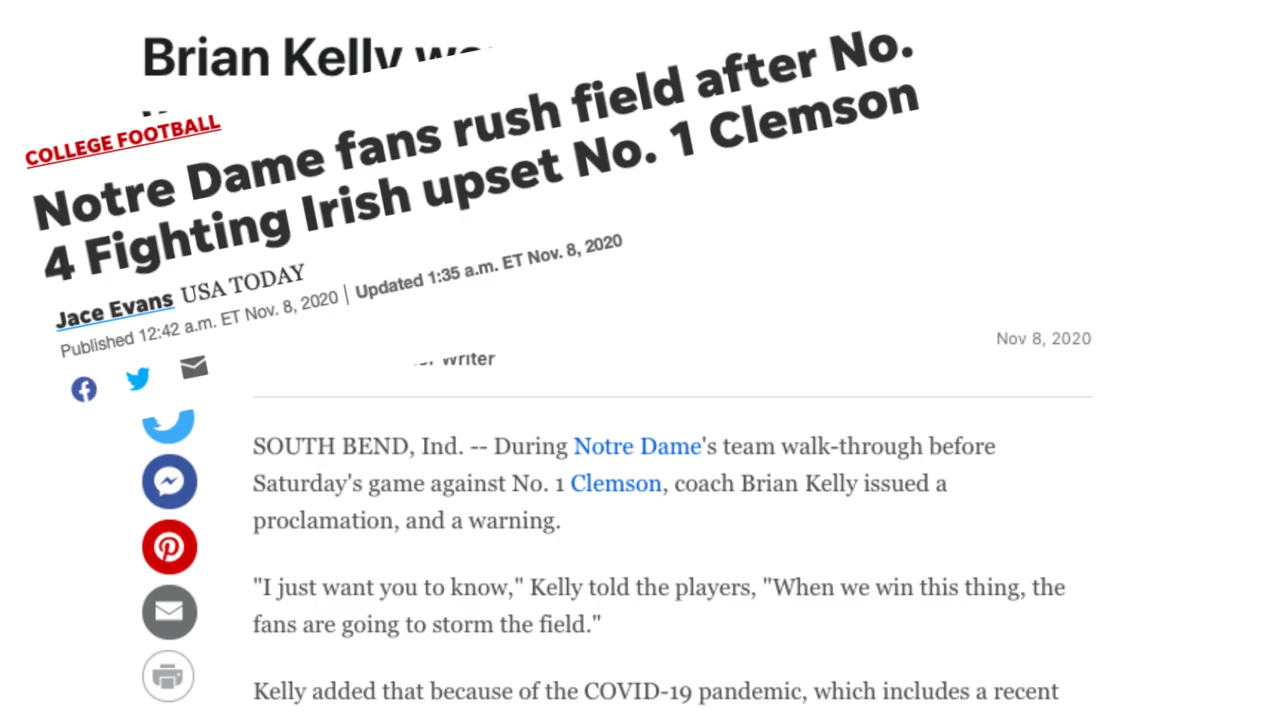 Brian Kelly
COLLEGE FOOTBALL
Notre Dame fans rush field after No.
4 Fighting Irish upset No. 1 Clemson
Jace Evans USA TODAY
Published 12:42 a.m. ET Nov. 8, 2020 | Updated 1:35 a.m. ET Nov. 8, 2020
Nov 8, 2020
Writer
SOUTH BEND, Ind. -- During Notre Dame's team walk-through before
Saturday's game against No. 1 Clemson, coach Brian Kelly issued a
proclamation, and a warning.
"I just want you to know," Kelly told the players, "When we win this thing, the
fans are going to storm the field."
Kelly added that because of the COVID-19 pandemic, which includes a recent